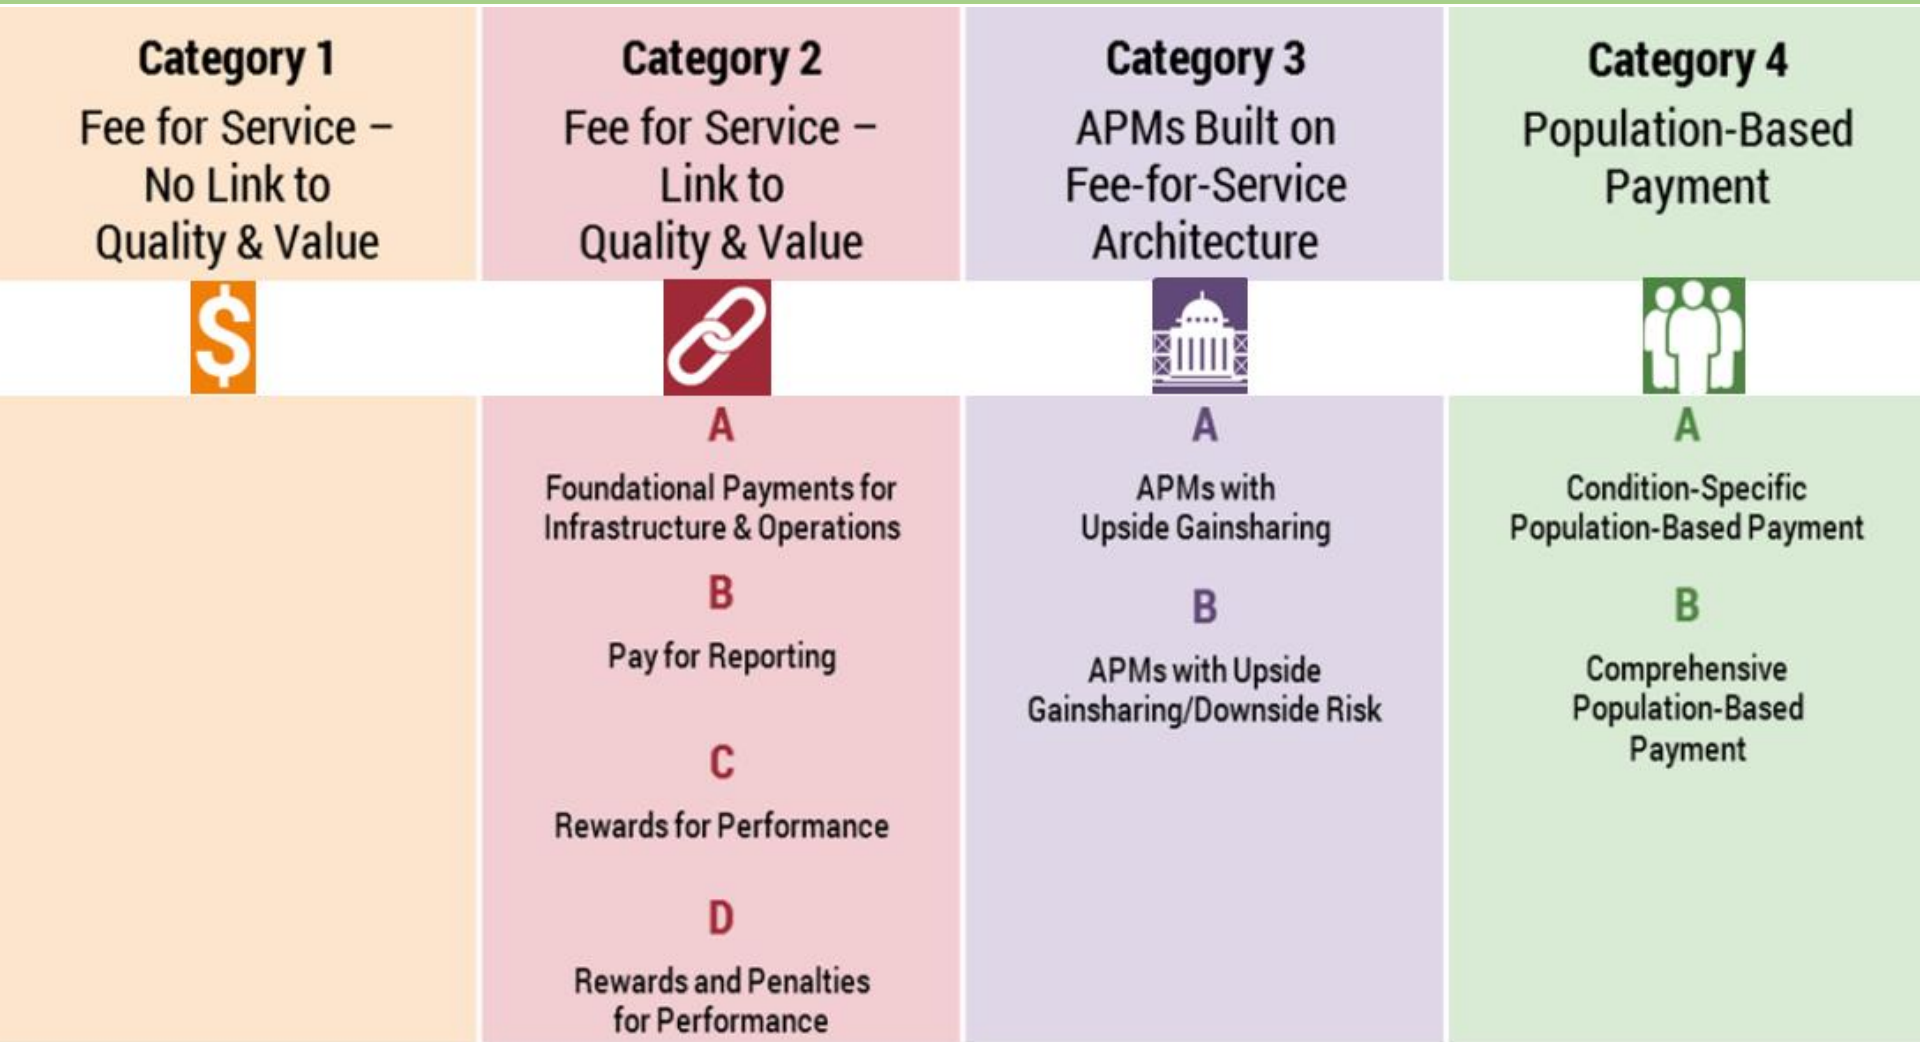 Category 1
Fee for Service –
No Link to
Quality & Value
Category 2
Fee for Service –
Link to
Quality & Value
Category 3
APMs Built on
Fee-for-Service
Architecture
Category 4
Population-Based
Payment
$
A
Foundational Payments for
Infrastructure & Operations
B
Pay for Reporting
C
Rewards for Performance
D
Rewards and Penalties
for Performance
A
APMs with
Upside Gainsharing
B
APMs with Upside
Gainsharing/Downside Risk
A
Condition-Specific
Population-Based Payment
B
Comprehensive
Population-Based
Payment